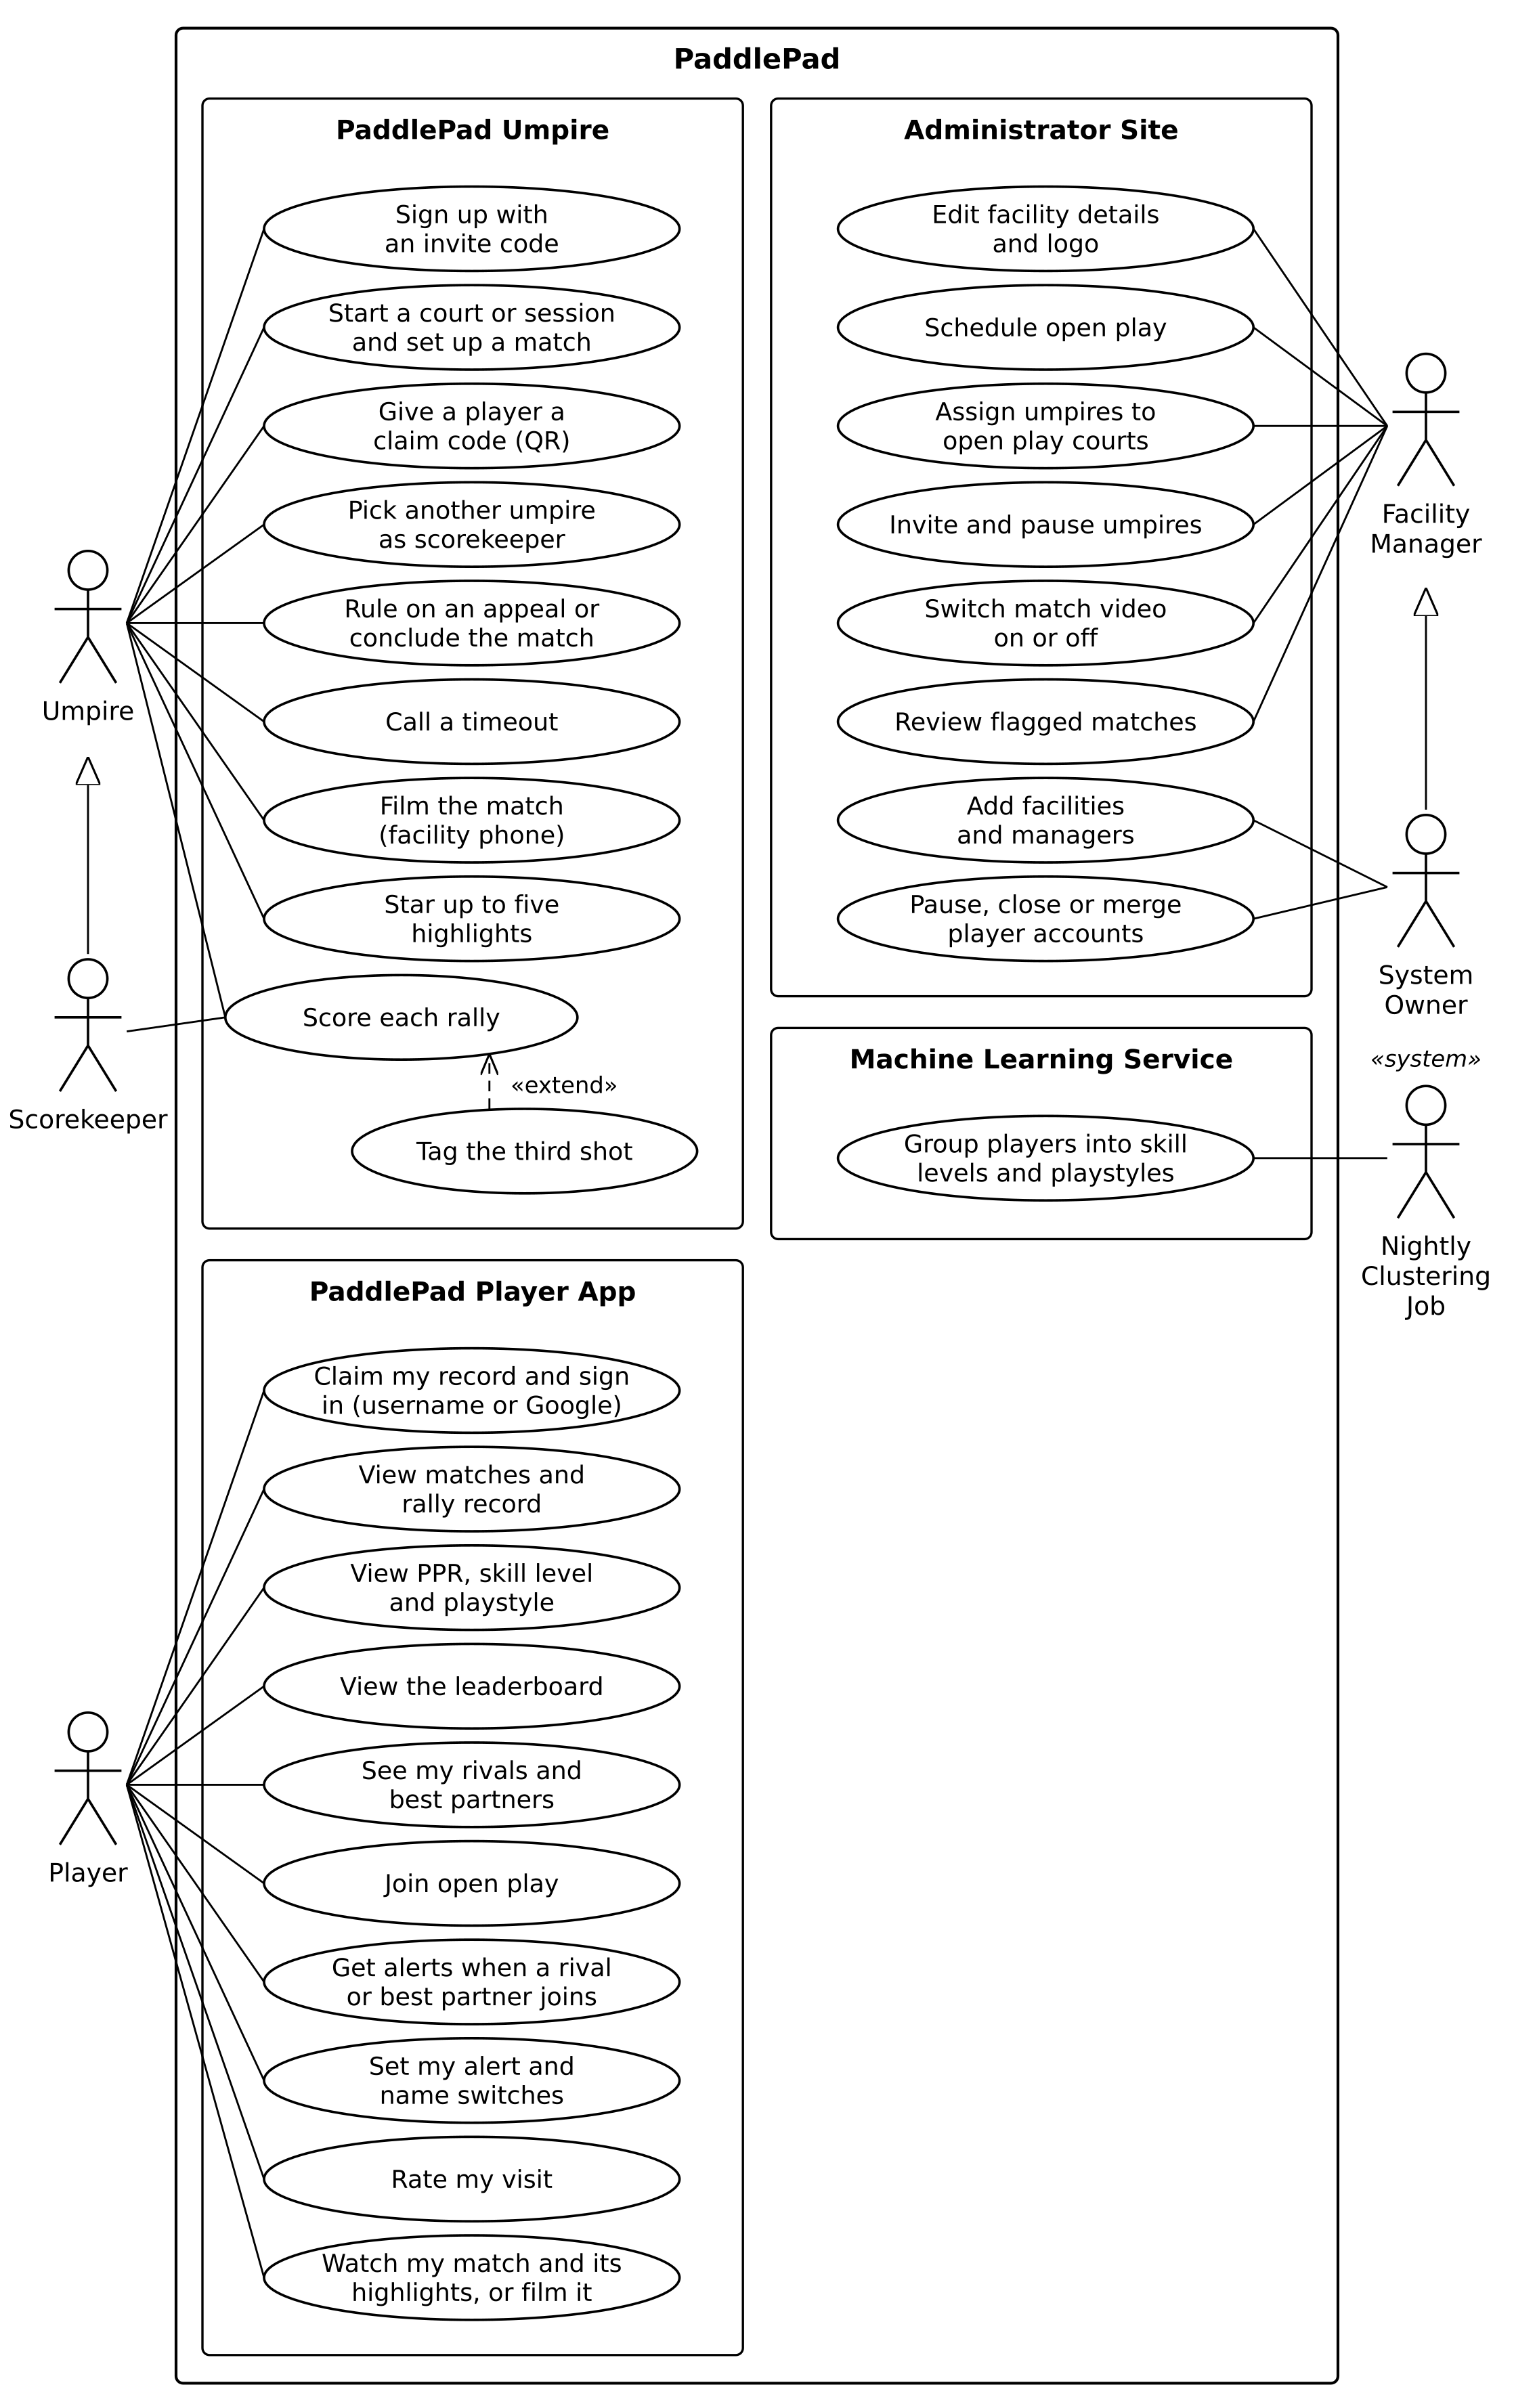 PaddlePad
PaddlePad Umpire
Sign up with
an invite code
Start a court or session
and set up a match
Give a player a
claim code (QR)
Pick another umpire
as scorekeeper
Rule on an appeal or
conclude the match
Call a timeout
Film the match
(facility phone)
Star up to five
highlights
Score each rally
«extend»
Tag the third shot
Umpire
Scorekeeper
Administrator Site
Edit facility details
and logo
Schedule open play
Assign umpires to
open play courts
Invite and pause umpires
Switch match video
on or off
Review flagged matches
Add facilities
and managers
Pause, close or merge
player accounts
Facility
Manager
System
Owner
Machine Learning Service
Group players into skill
levels and playstyles
«system»
Nightly
Clustering
Job
PaddlePad Player App
Claim my record and sign
in (username or Google)
View matches and
rally record
View PPR, skill level
and playstyle
View the leaderboard
See my rivals and
best partners
Join open play
Get alerts when a rival
or best partner joins
Set my alert and
name switches
Rate my visit
Watch my match and its
highlights, or film it
Player